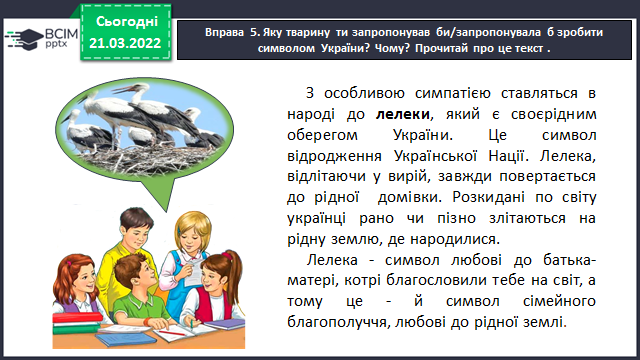 Сьогодні
21.03.2022
BCIM
pptx
Вправа 5. Яку тварину ти запропонував би/запропонувала б зробити
символом України? Чому? Прочитай про це текст .
З особливою симпатією ставляться в
народі до лелеки, який є своєрідним
оберегом України. Це символ
відродження Української Нації. Лелека,
відлітаючи у вирій, завжди повертається
до рідної домівки. Розкидані по світу
українці рано чи пізно злітаються на
рідну землю, де народилися.
Лелека - символ любові до батька-
матері, котрі благословили тебе на світ, а
тому це - й символ сімейного
благополуччя, любові до рідної землі.